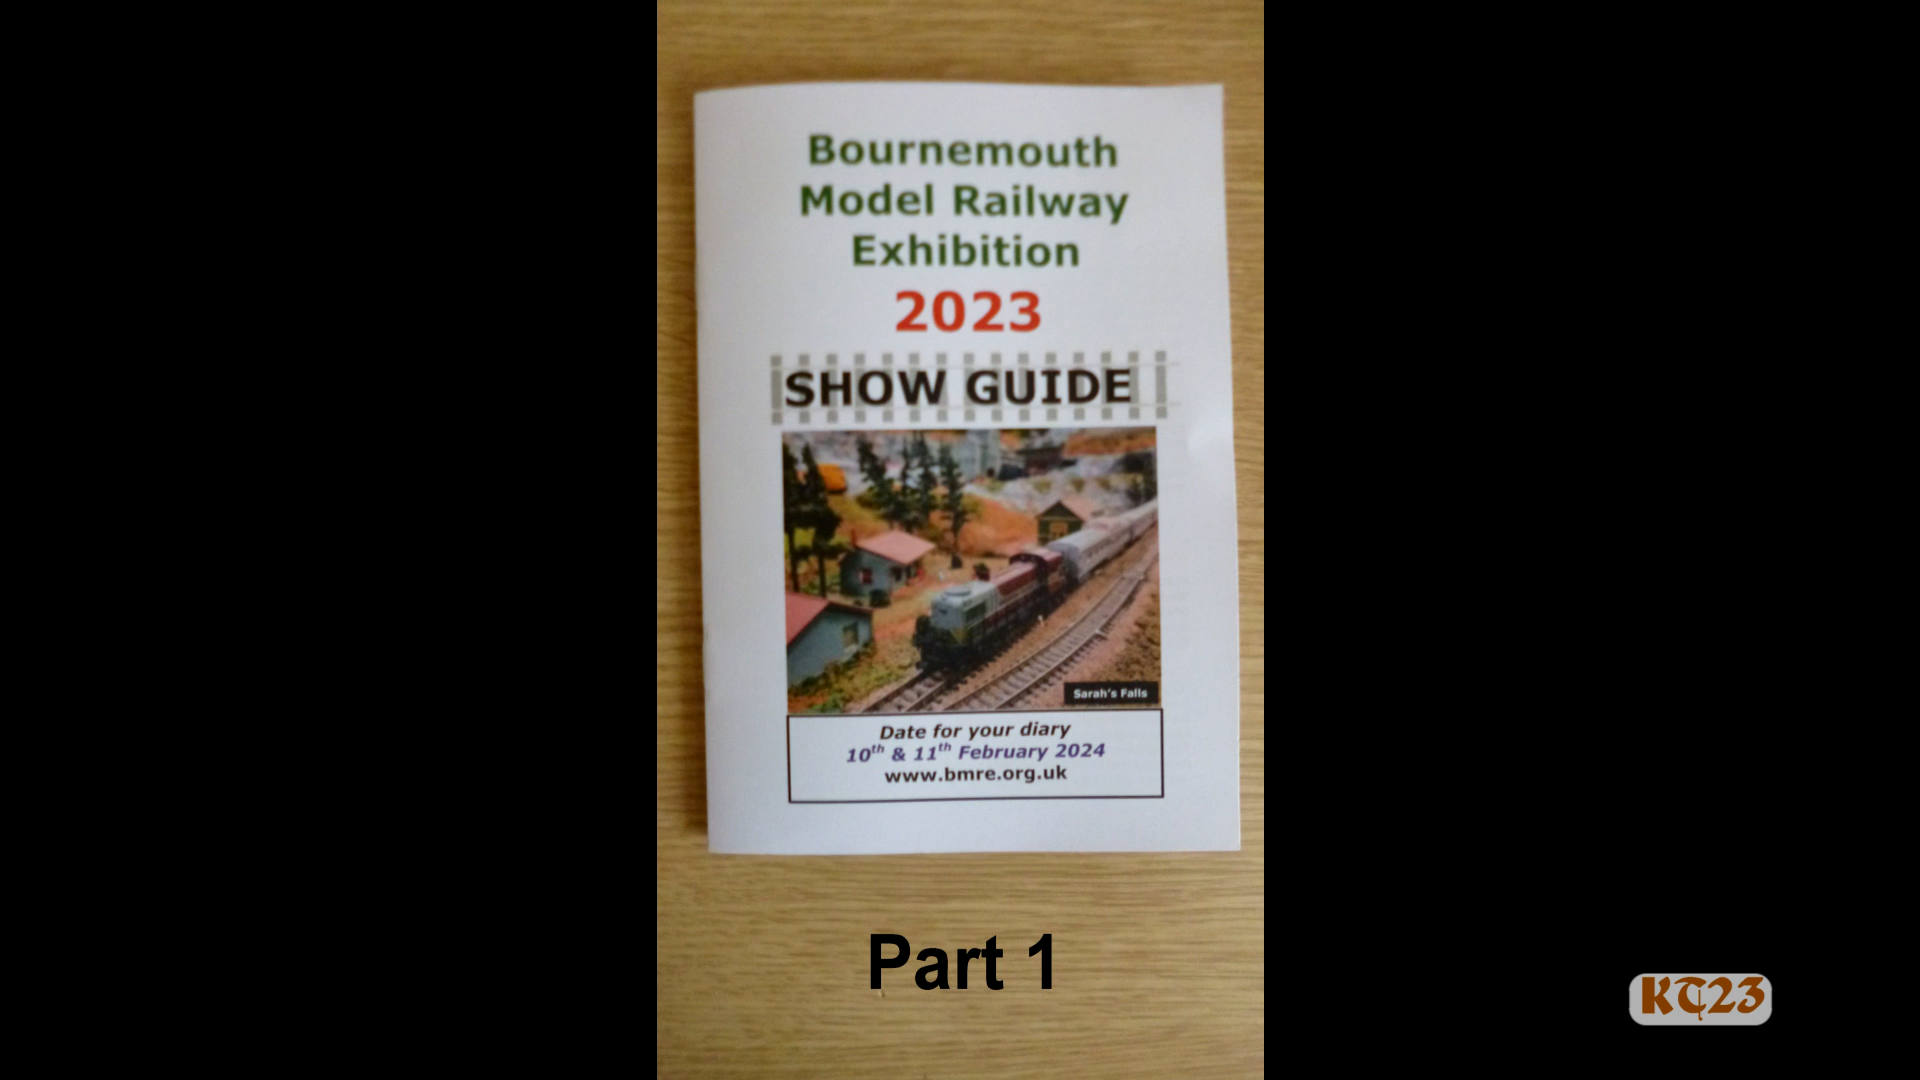 Bournemouth
Model Railway
Exhibition
2023
SHOW GUIDE
Sarah's Falls
Date for your diary
10th & 11th February 2024
www.bmre.org.uk
Part 1
KT23